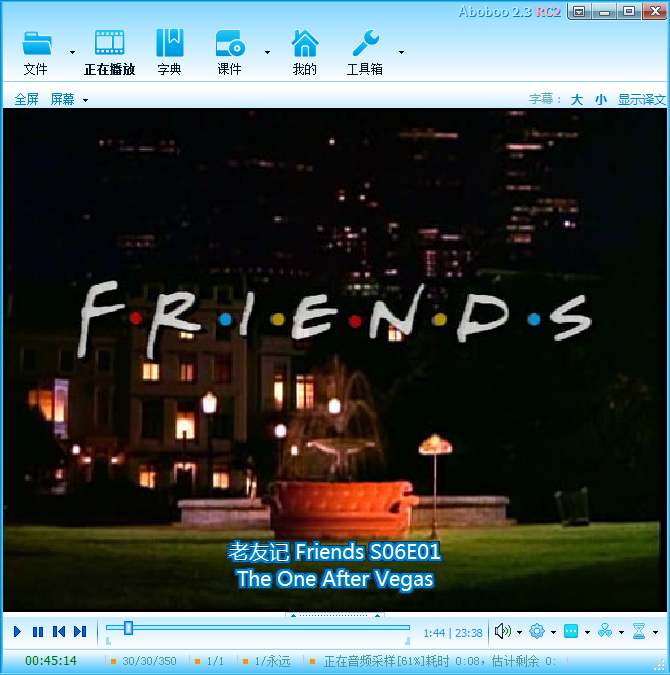 Aboboo 2.3 RC2
文件 正在播放 字典 课件 我的 工具箱
全屏 屏幕 字幕： 大 小 显示译文
FRIENDS
老友记 Friends S06E01
The One After Vegas
1:44 | 23:38
00:45:14 30/30/350 1/1 1/永远 正在音频采样[61%]耗时 0:08，估计剩余 0: